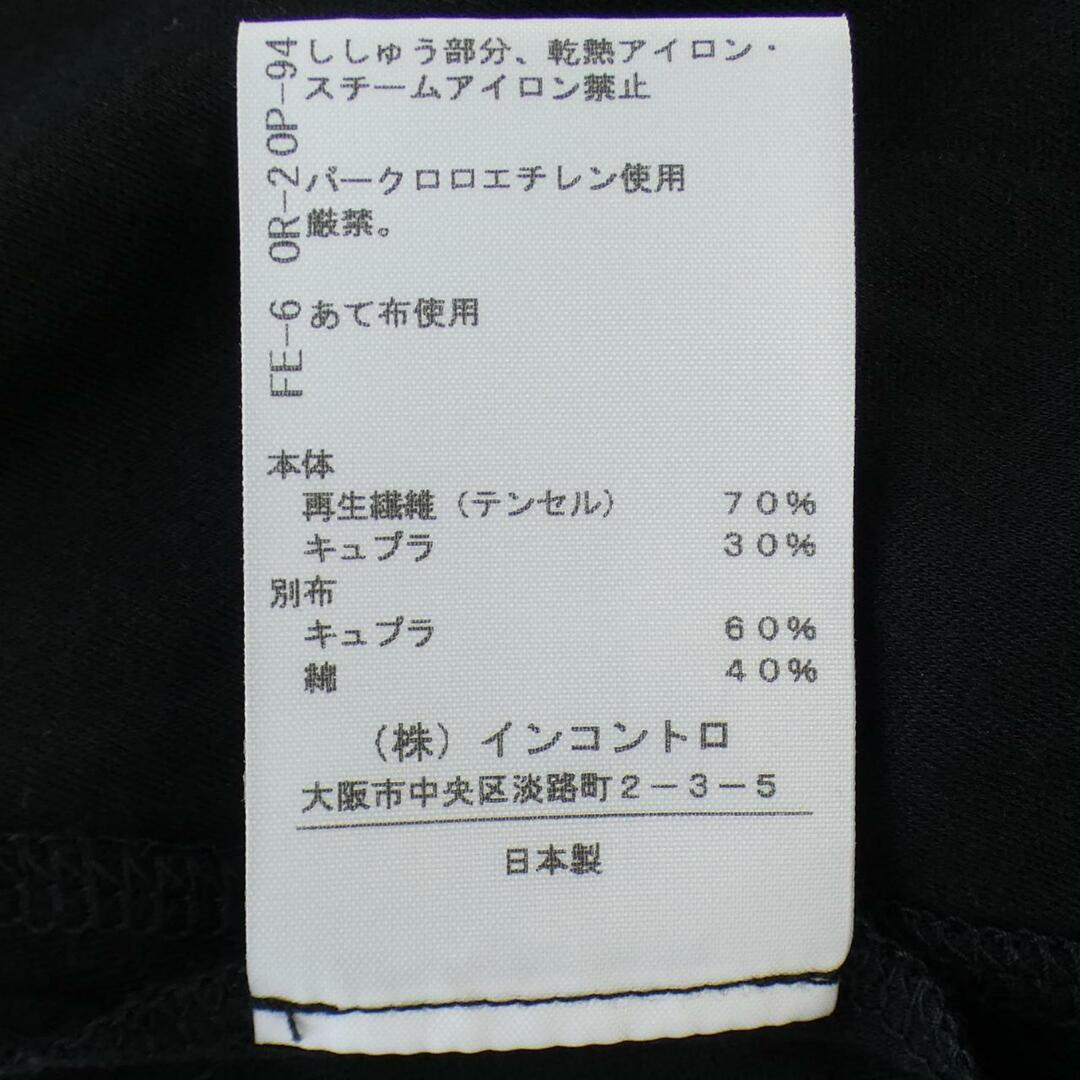 ししゅう部分、乾熱アイロン・
スチームアイロン禁止
パークロロエチレン使用
厳禁。
あて布使用
FE-6 OR-20P-94
本体
再生繊維（テンセル） 70%
キュプラ 30%
別布
キュプラ 60%
綿 40%
（株）インコントロ
大阪市中央区淡路町2-3-5
日本製